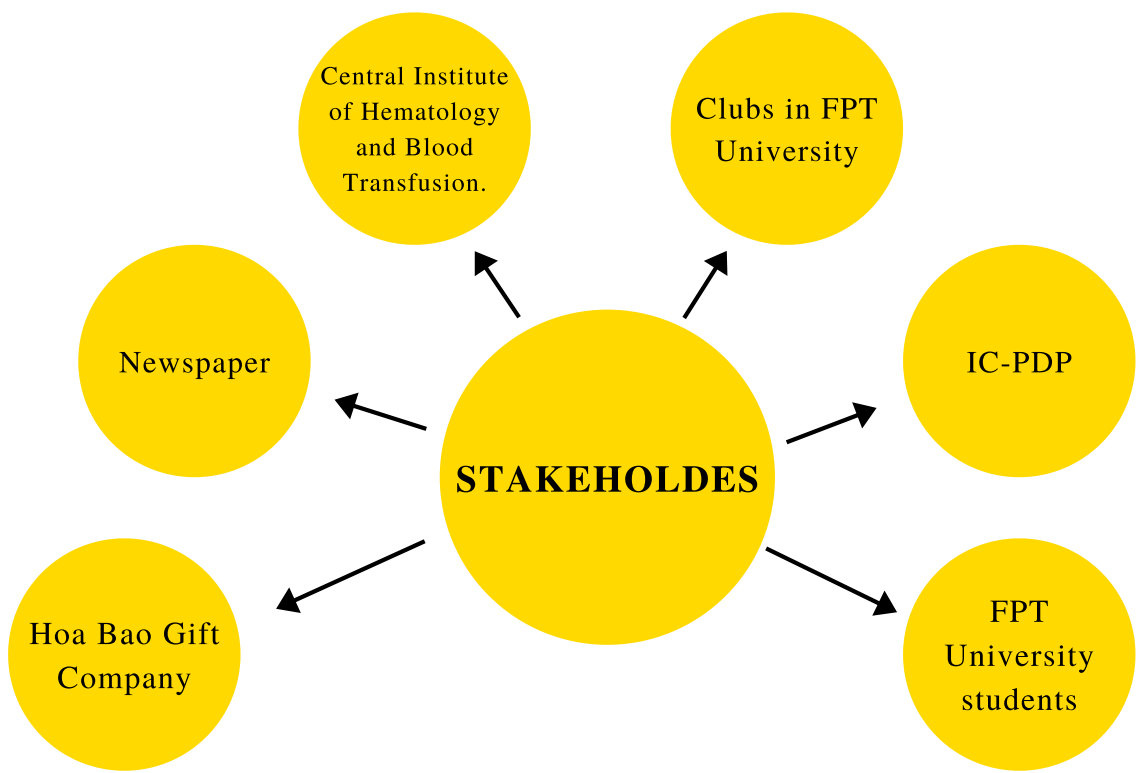 Central Institute
of Hematology
and Blood
Transfusion.
Clubs in FPT
University
Newspaper
IC-PDP
STAKEHOLDES
Hoa Bao Gift
Company
FPT
University
students